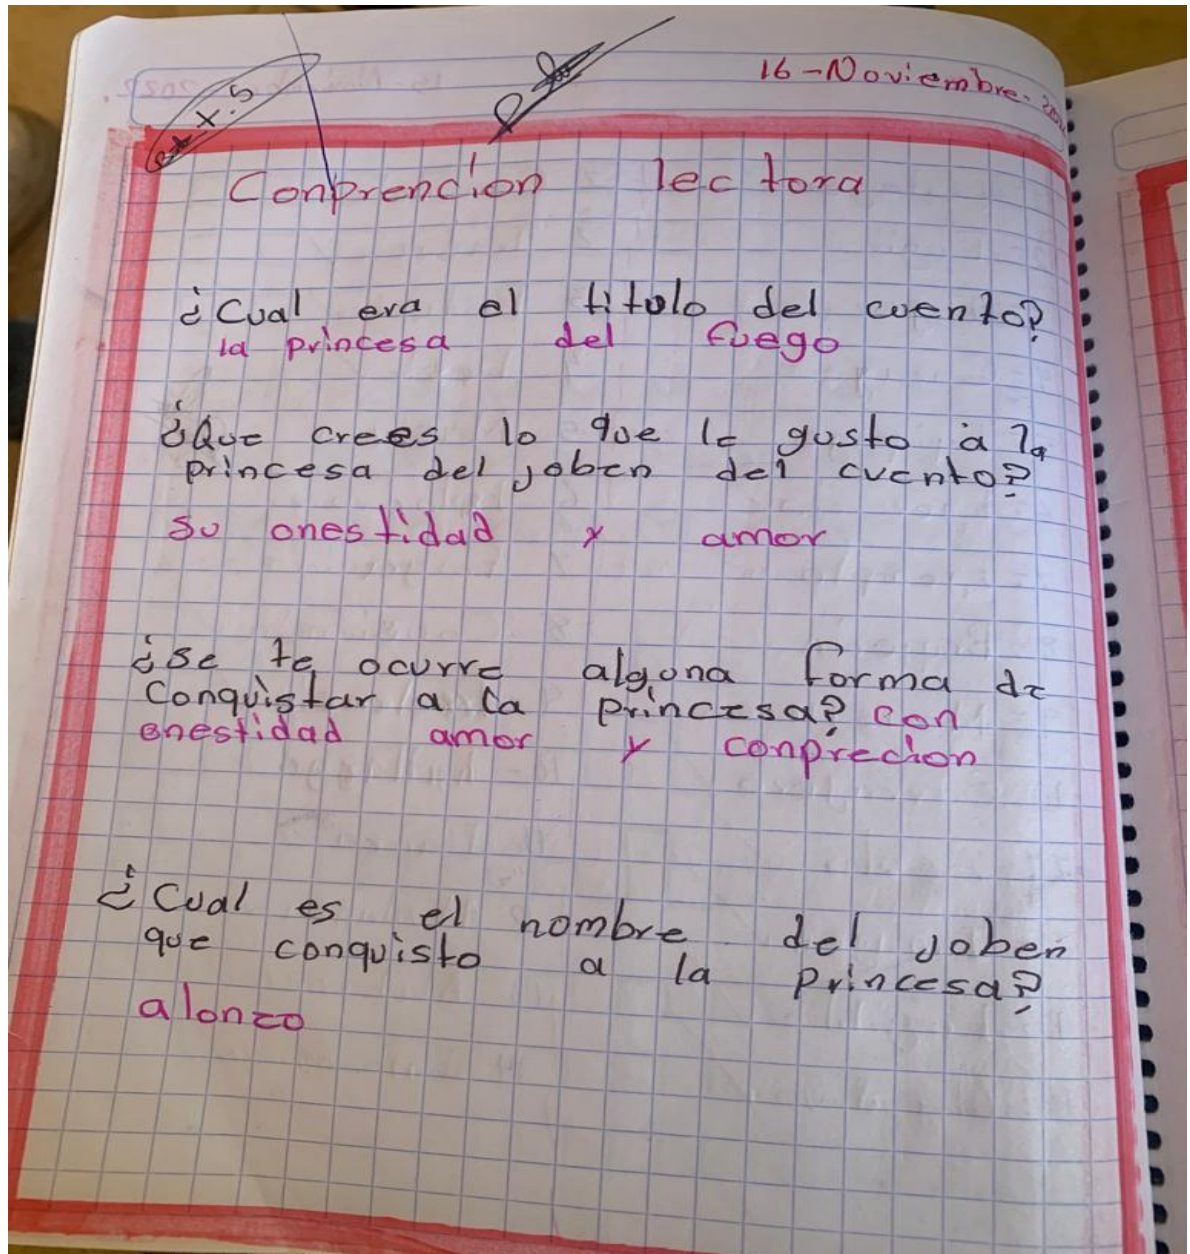 16-Noviembre-
Conprencion lectora
¿Cual era el titulo del cuento?
la princesa del fuego
¿Que crees lo que le gusto a la
princesa del joben del cuento?
su onestidad y amor
¿se te ocurre alguna forma de
conquistar a la princesa? con
onestidad amor y conprecion
¿Cual es el nombre del joben
que conquisto a la princesa?
alonzo